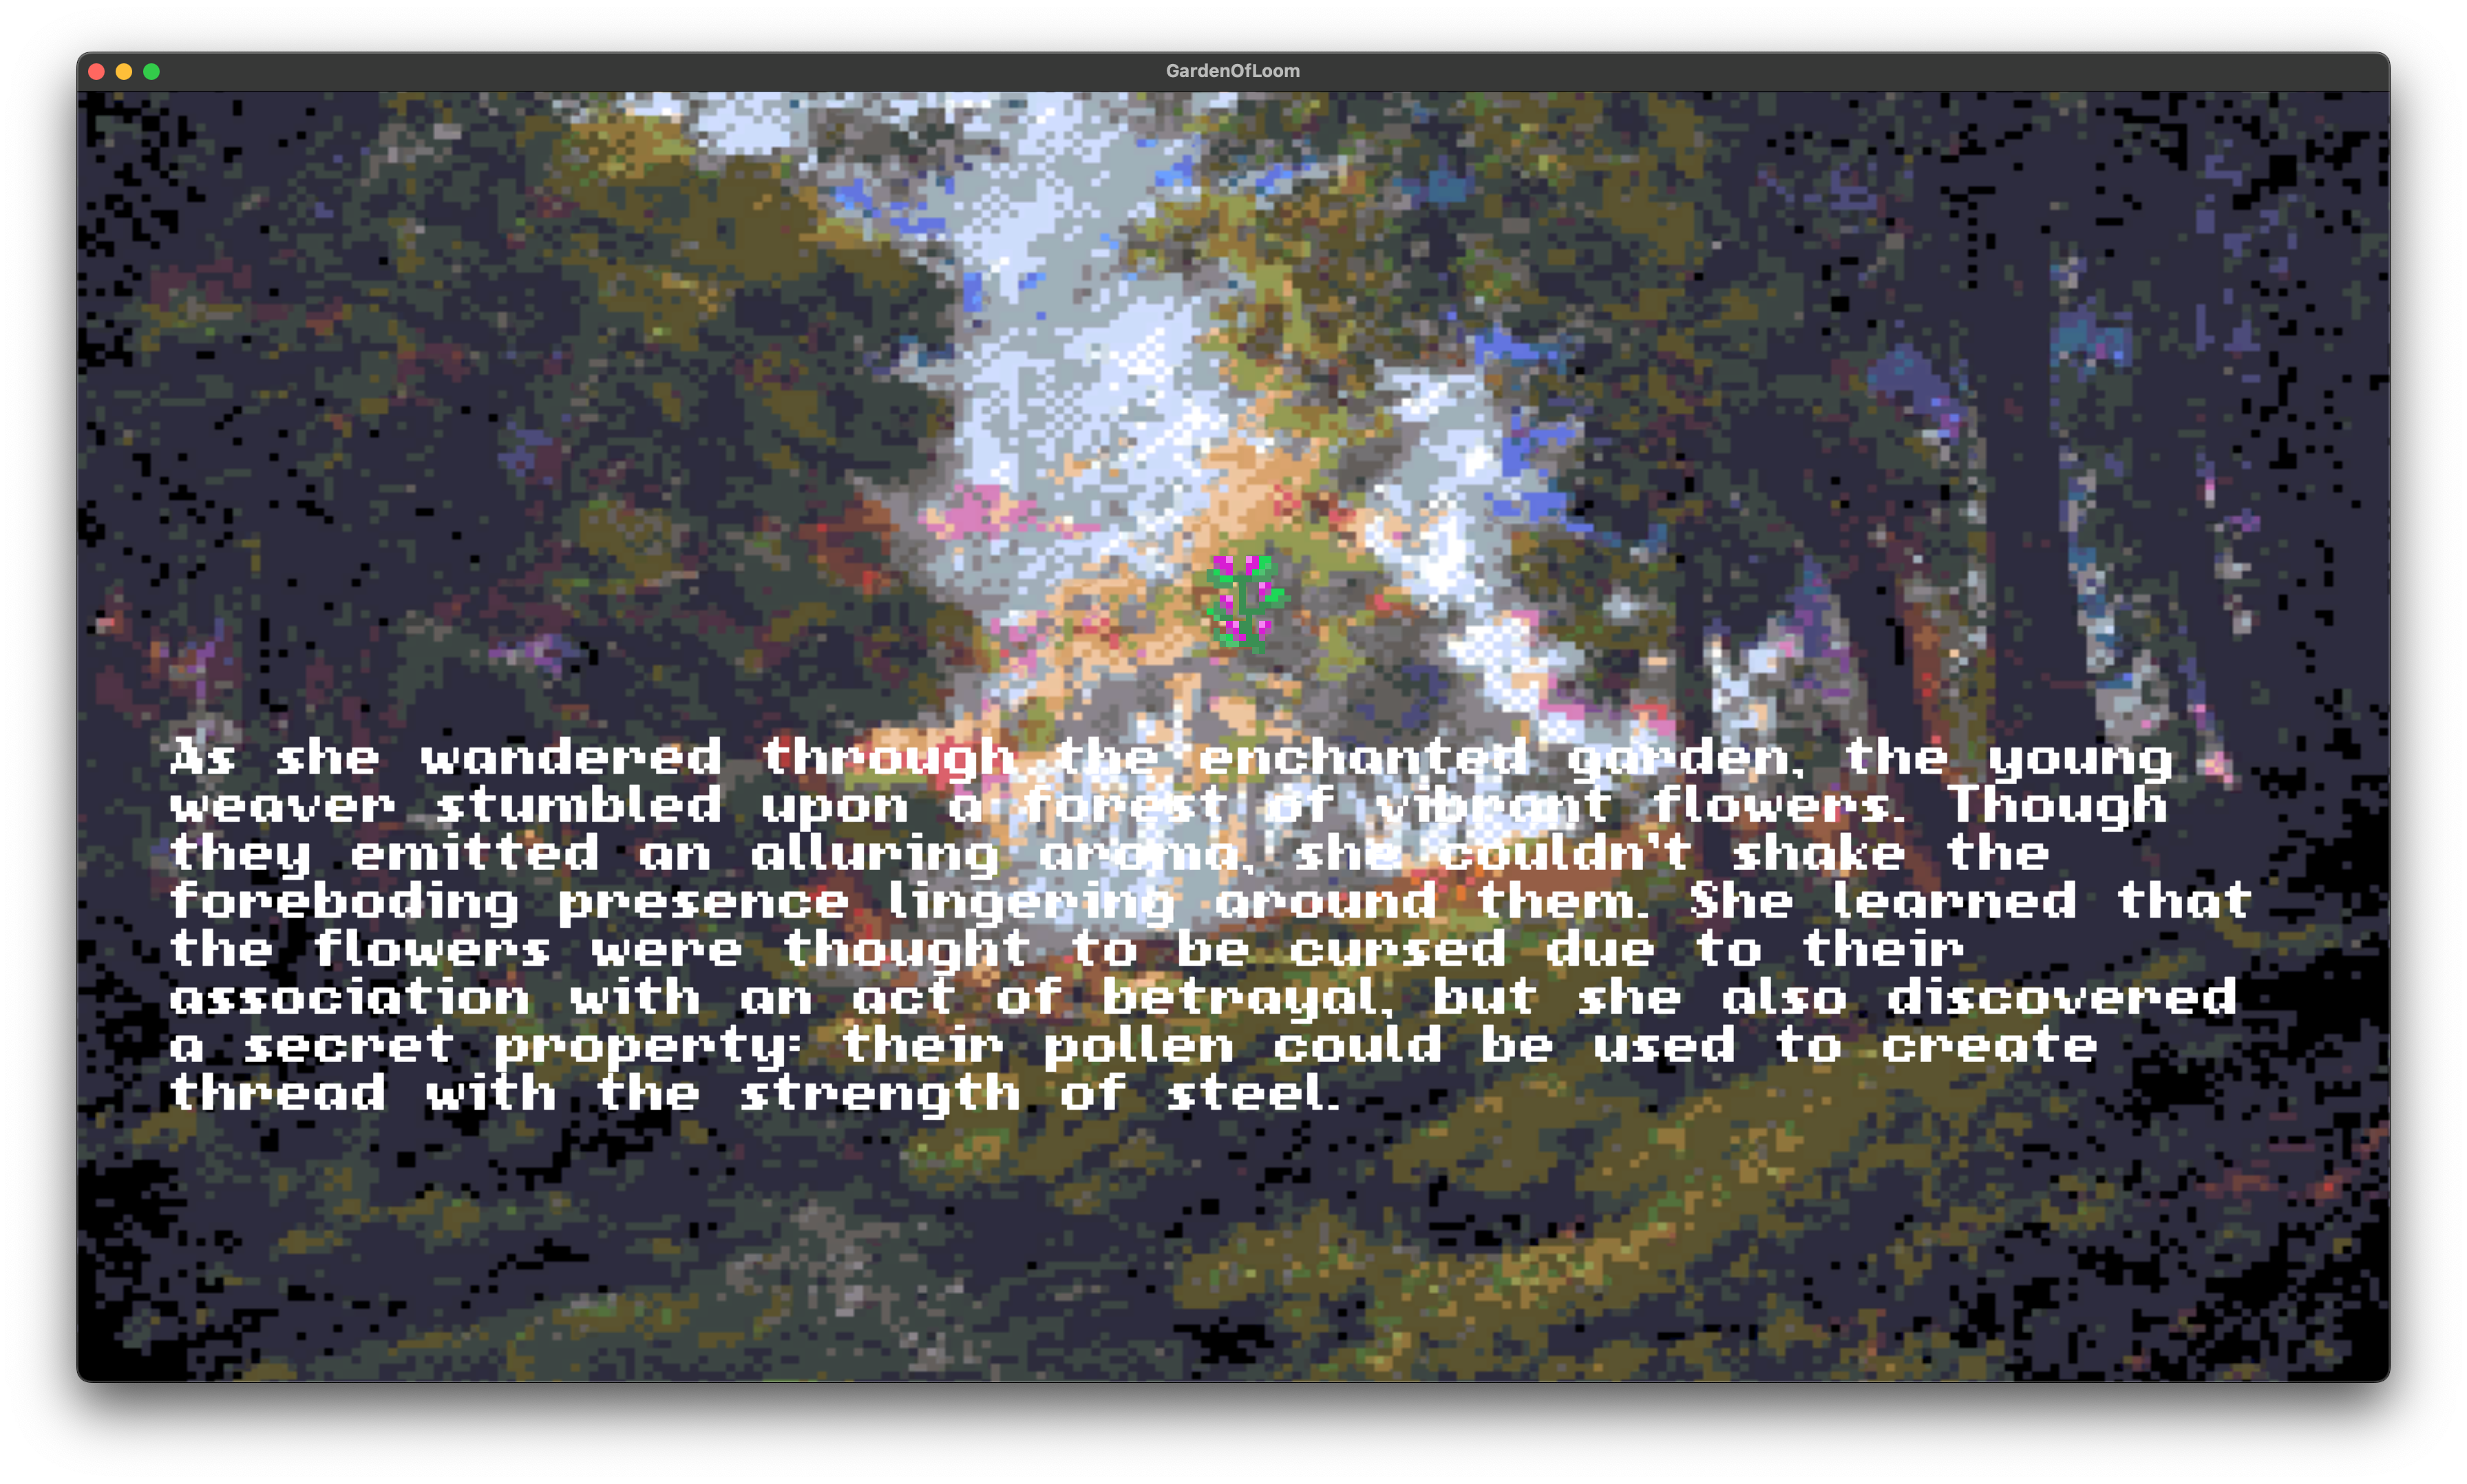 GardenOfLoom
As she wandered through the enchanted garden, the young
weaver stumbled upon a forest of vibrant flowers. Though
they emitted an alluring aroma, she couldn't shake the
foreboding presence lingering around them. She learned that
the flowers were thought to be cursed due to their
association with an act of betrayal, but she also discovered
a secret property: their pollen could be used to create
thread with the strength of steel.